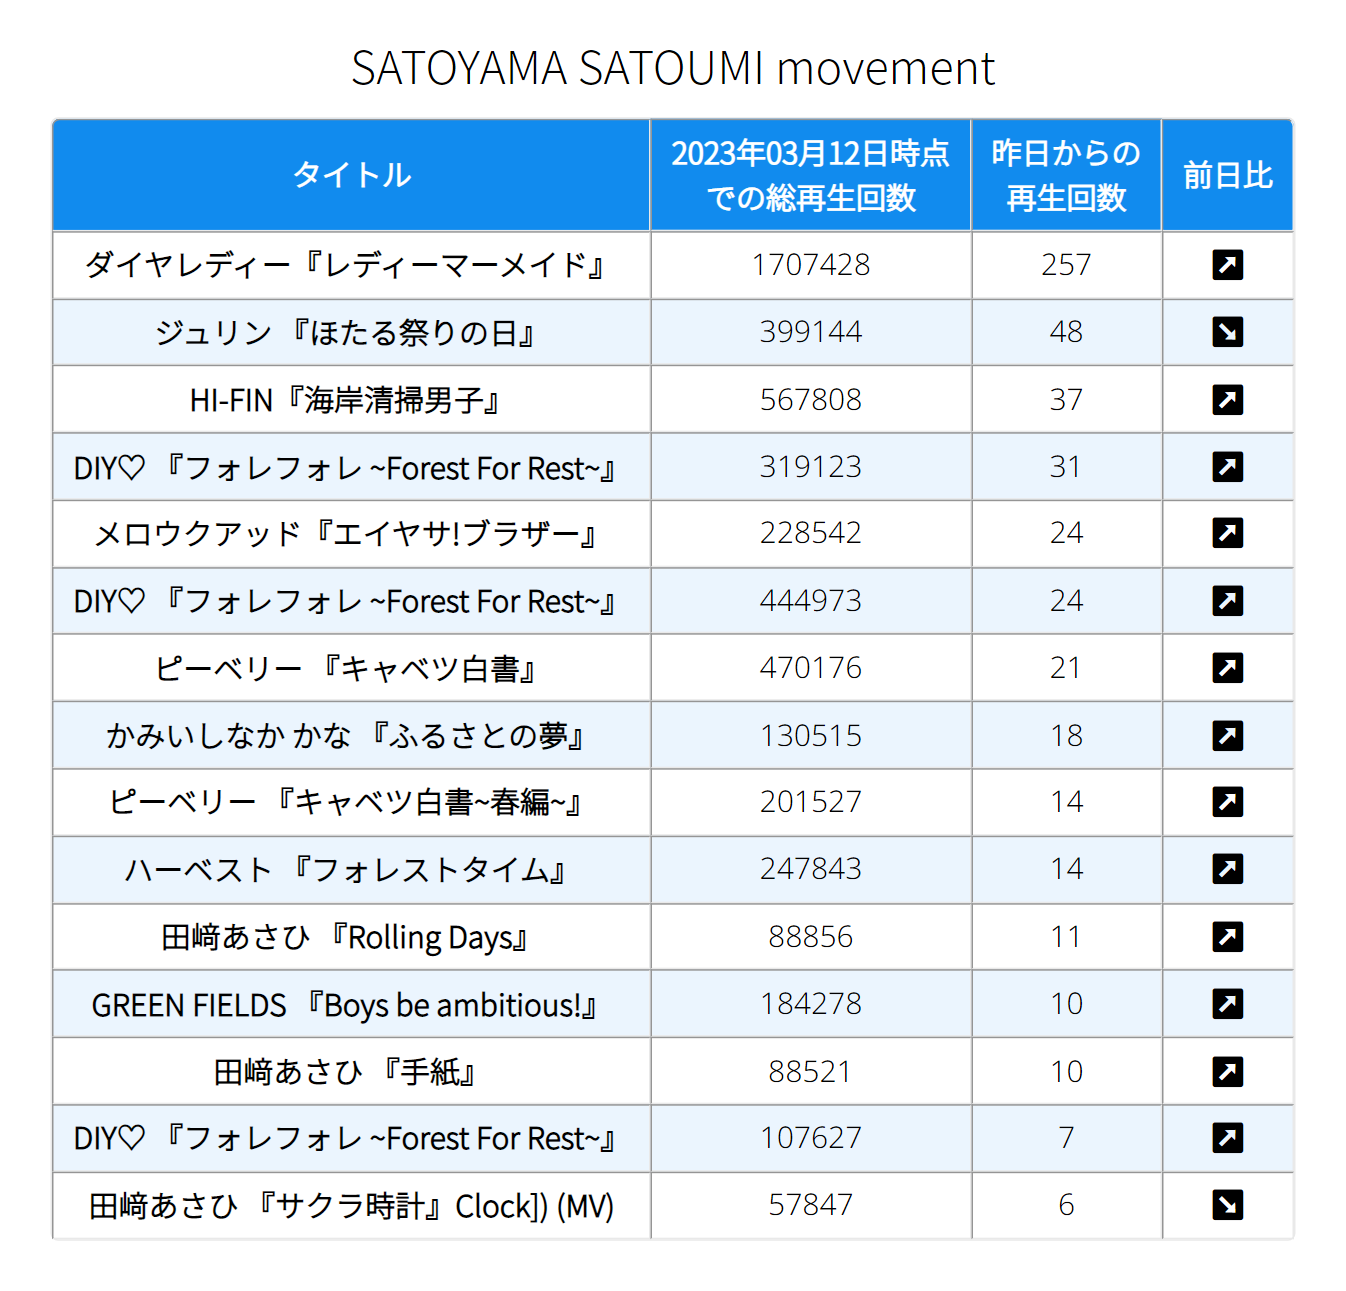 SATOYAMA SATOUMI movement
タイトル 2023年03月12日時点 昨日からの 前日比
での総再生回数 再生回数
ダイヤレディー『レディーマーメイド』 1707428 257 ↗
ジュリン 『ほたる祭りの日』 399144 48 ↘
HI-FIN『海岸清掃男子』 567808 37 ↗
DIY♡ 『フォレフォレ ~Forest For Rest~』 319123 31 ↗
メロウクアッド『エイヤサ!ブラザー』 228542 24 ↗
DIY♡ 『フォレフォレ ~Forest For Rest~』 444973 24 ↗
ピーベリー 『キャベツ白書』 470176 21 ↗
かみいしなか かな 『ふるさとの夢』 130515 18 ↗
ピーベリー 『キャベツ白書~春編~』 201527 14 ↗
ハーベスト 『フォレストタイム』 247843 14 ↗
田﨑あさひ 『Rolling Days』 88856 11 ↗
GREEN FIELDS 『Boys be ambitious!』 184278 10 ↗
田﨑あさひ 『手紙』 88521 10 ↗
DIY♡ 『フォレフォレ ~Forest For Rest~』 107627 7 ↗
田﨑あさひ 『サクラ時計』Clock]) (MV) 57847 6 ↘